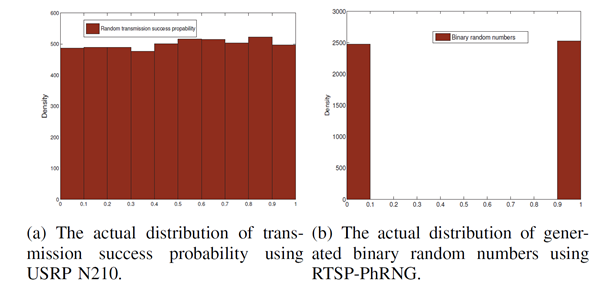 600
500
400
300
200
100
0
Density
Random transmission success propability
0 0.1 0.2 0.3 0.4 0.5 0.6 0.7 0.8 0.9 1
3000
2500
2000
1500
1000
500
0
Density
Binary random numbers
0 0.1 0.2 0.3 0.4 0.5 0.6 0.7 0.8 0.9 1
(a) The actual distribution of trans-
mission success probability using
USRP N210.
(b) The actual distribution of gener-
ated binary random numbers using
RTSP-PhRNG.